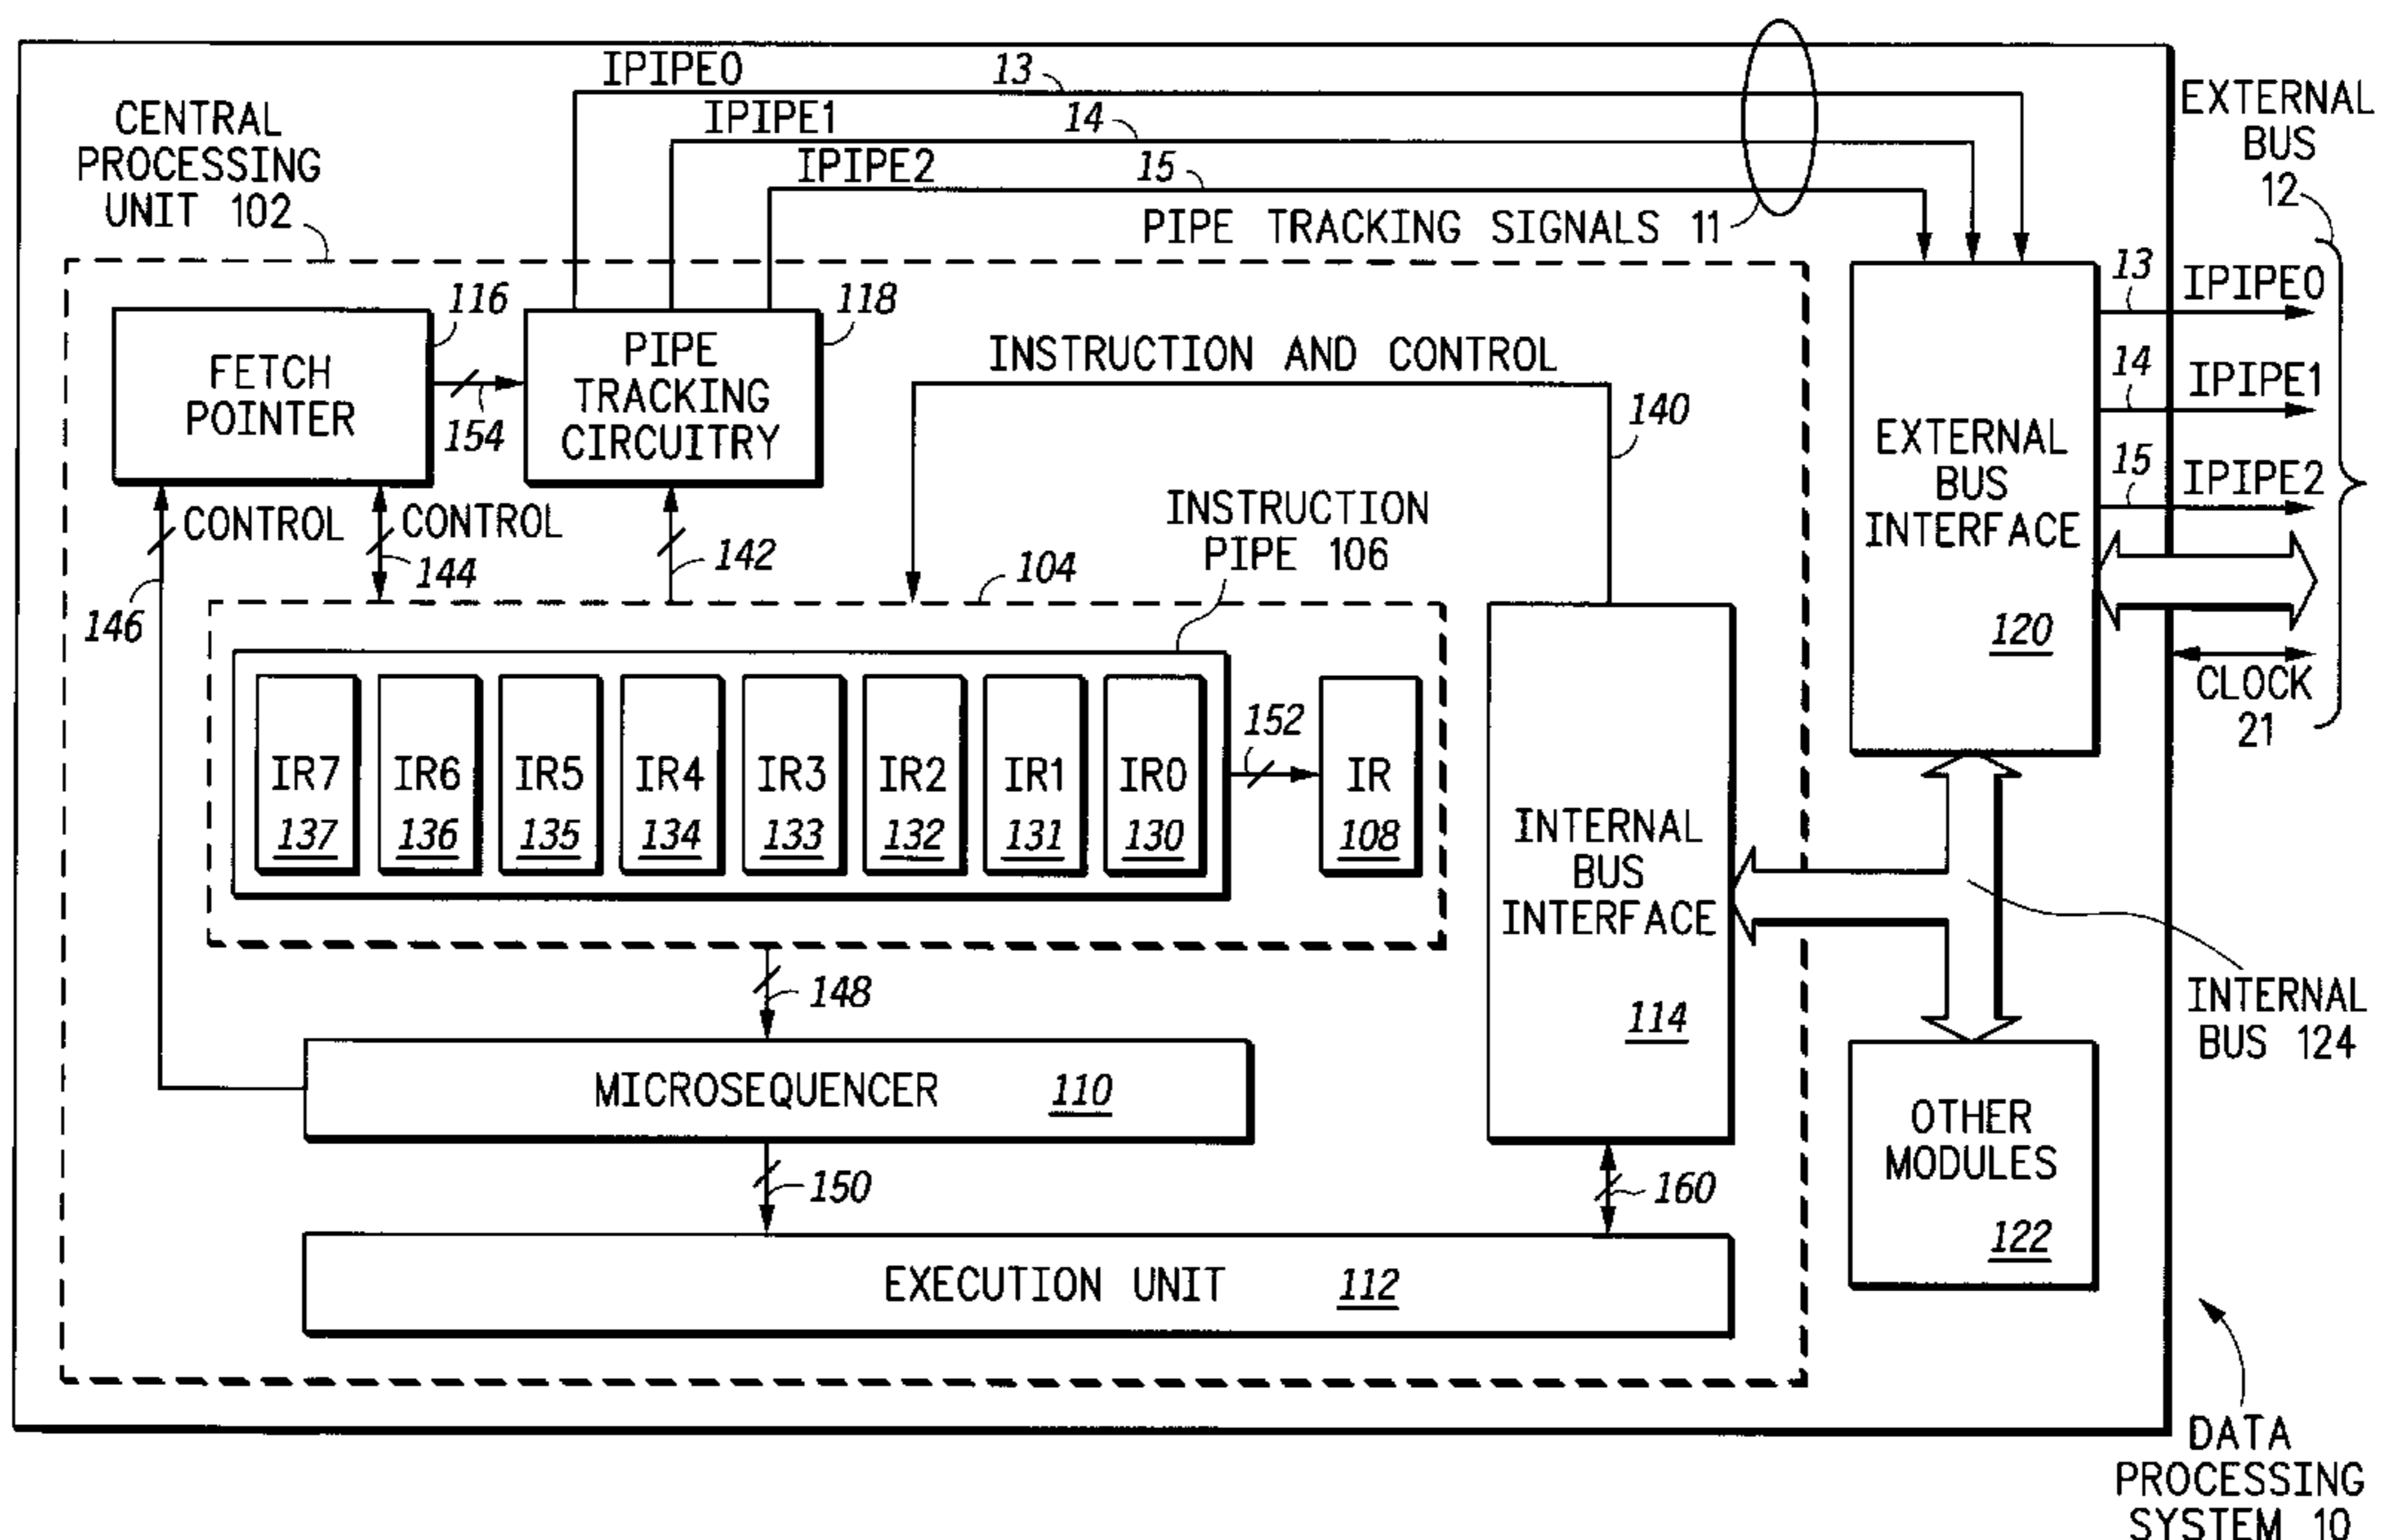 IPIPE0
13
IPIPE1
14
IPIPE2
15
PIPE TRACKING SIGNALS 11
EXTERNAL
BUS
12
CENTRAL
PROCESSING
UNIT 102
116
118
FETCH
POINTER
154
PIPE
TRACKING
CIRCUITRY
INSTRUCTION AND CONTROL
140
13
IPIPE0
14
IPIPE1
15
IPIPE2
EXTERNAL
BUS
INTERFACE
120
CLOCK
21
CONTROL
CONTROL
144
142
146
104
INSTRUCTION
PIPE 106
IR7
137
IR6
136
IR5
135
IR4
134
IR3
133
IR2
132
IR1
131
IR0
130
152
IR
108
INTERNAL
BUS
INTERFACE
114
INTERNAL
BUS 124
148
MICROSEQUENCER 110
150
160
EXECUTION UNIT 112
OTHER
MODULES
122
DATA
PROCESSING
SYSTEM 10